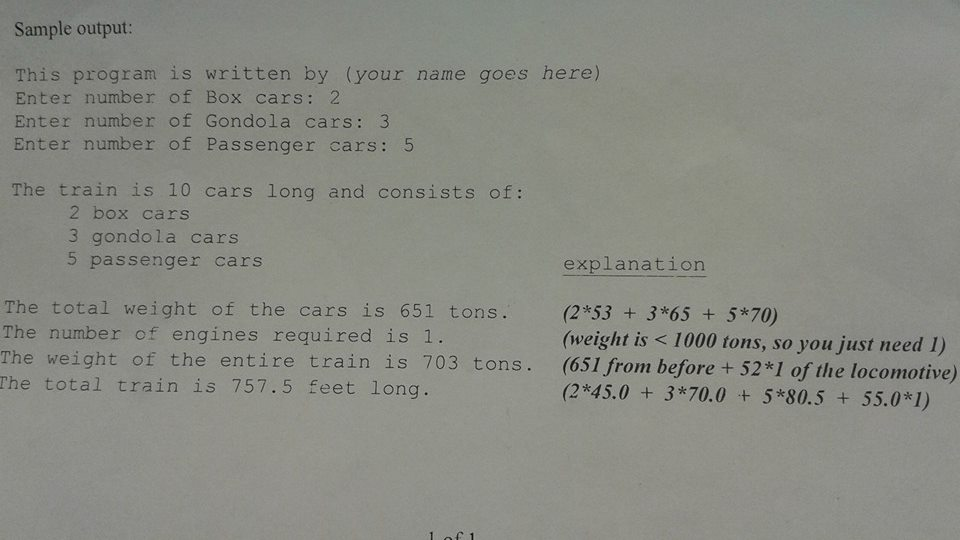 Sample output:
This program is written by (your name goes here)
Enter number of Box cars: 2
Enter number of Gondola cars: 3
Enter number of Passenger cars: 5
The train is 10 cars long and consists of:
2 box cars
3 gondola cars
5 passenger cars
explanation
The total weight of the cars is 651 tons. (2*53 + 3*65 + 5*70)
The number of engines required is 1. (weight is < 1000 tons, so you just need 1)
The weight of the entire train is 703 tons. (651 from before + 52*1 of the locomotive)
The total train is 757.5 feet long. (2*45.0 + 3*70.0 + 5*80.5 + 55.0*1)
1 of 1